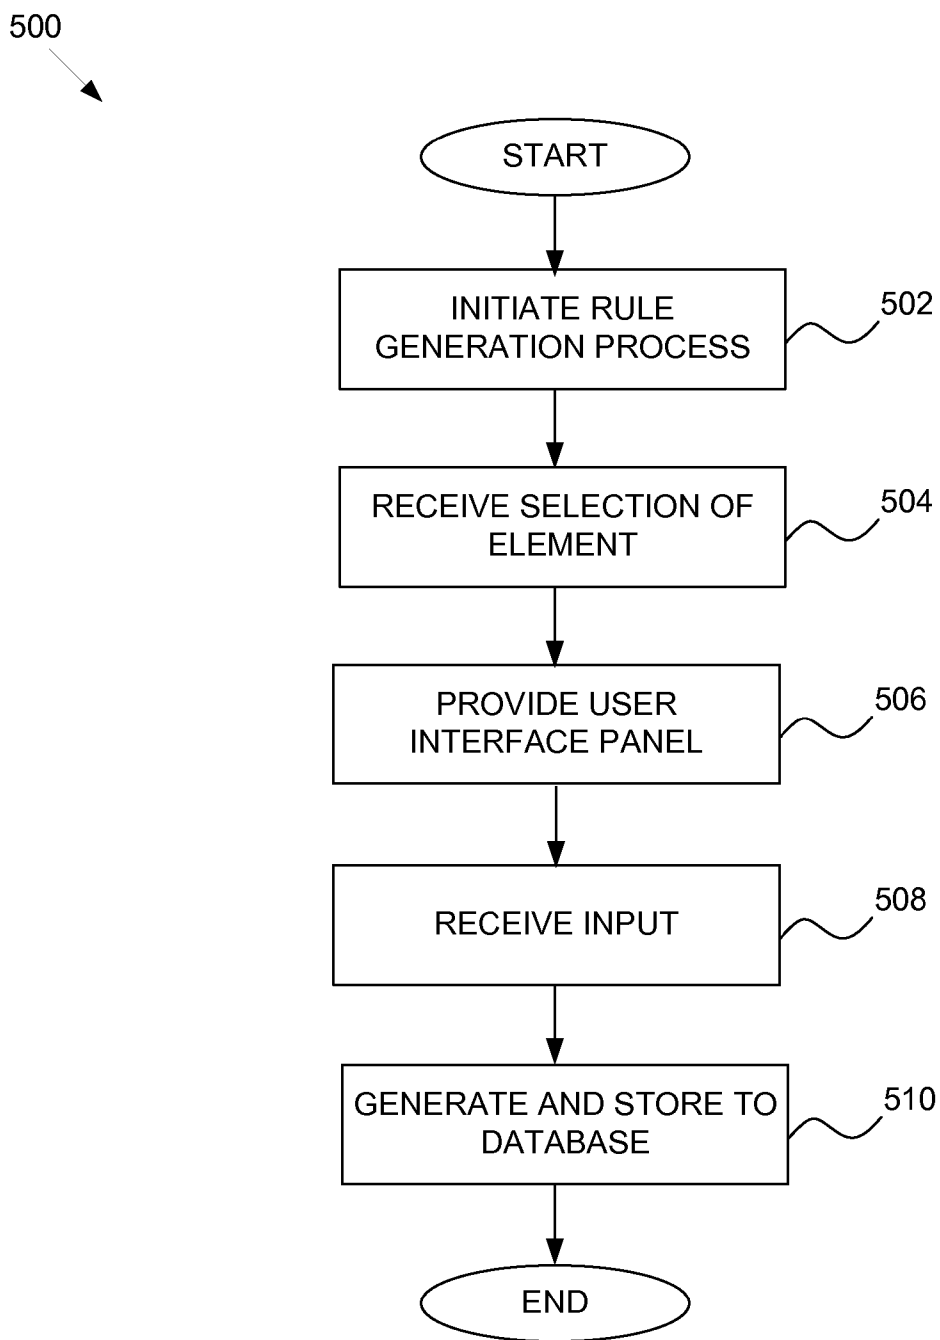 500
START
INITIATE RULE
GENERATION PROCESS
502
RECEIVE SELECTION OF
ELEMENT
504
PROVIDE USER
INTERFACE PANEL
506
RECEIVE INPUT
508
GENERATE AND STORE TO
DATABASE
510
END